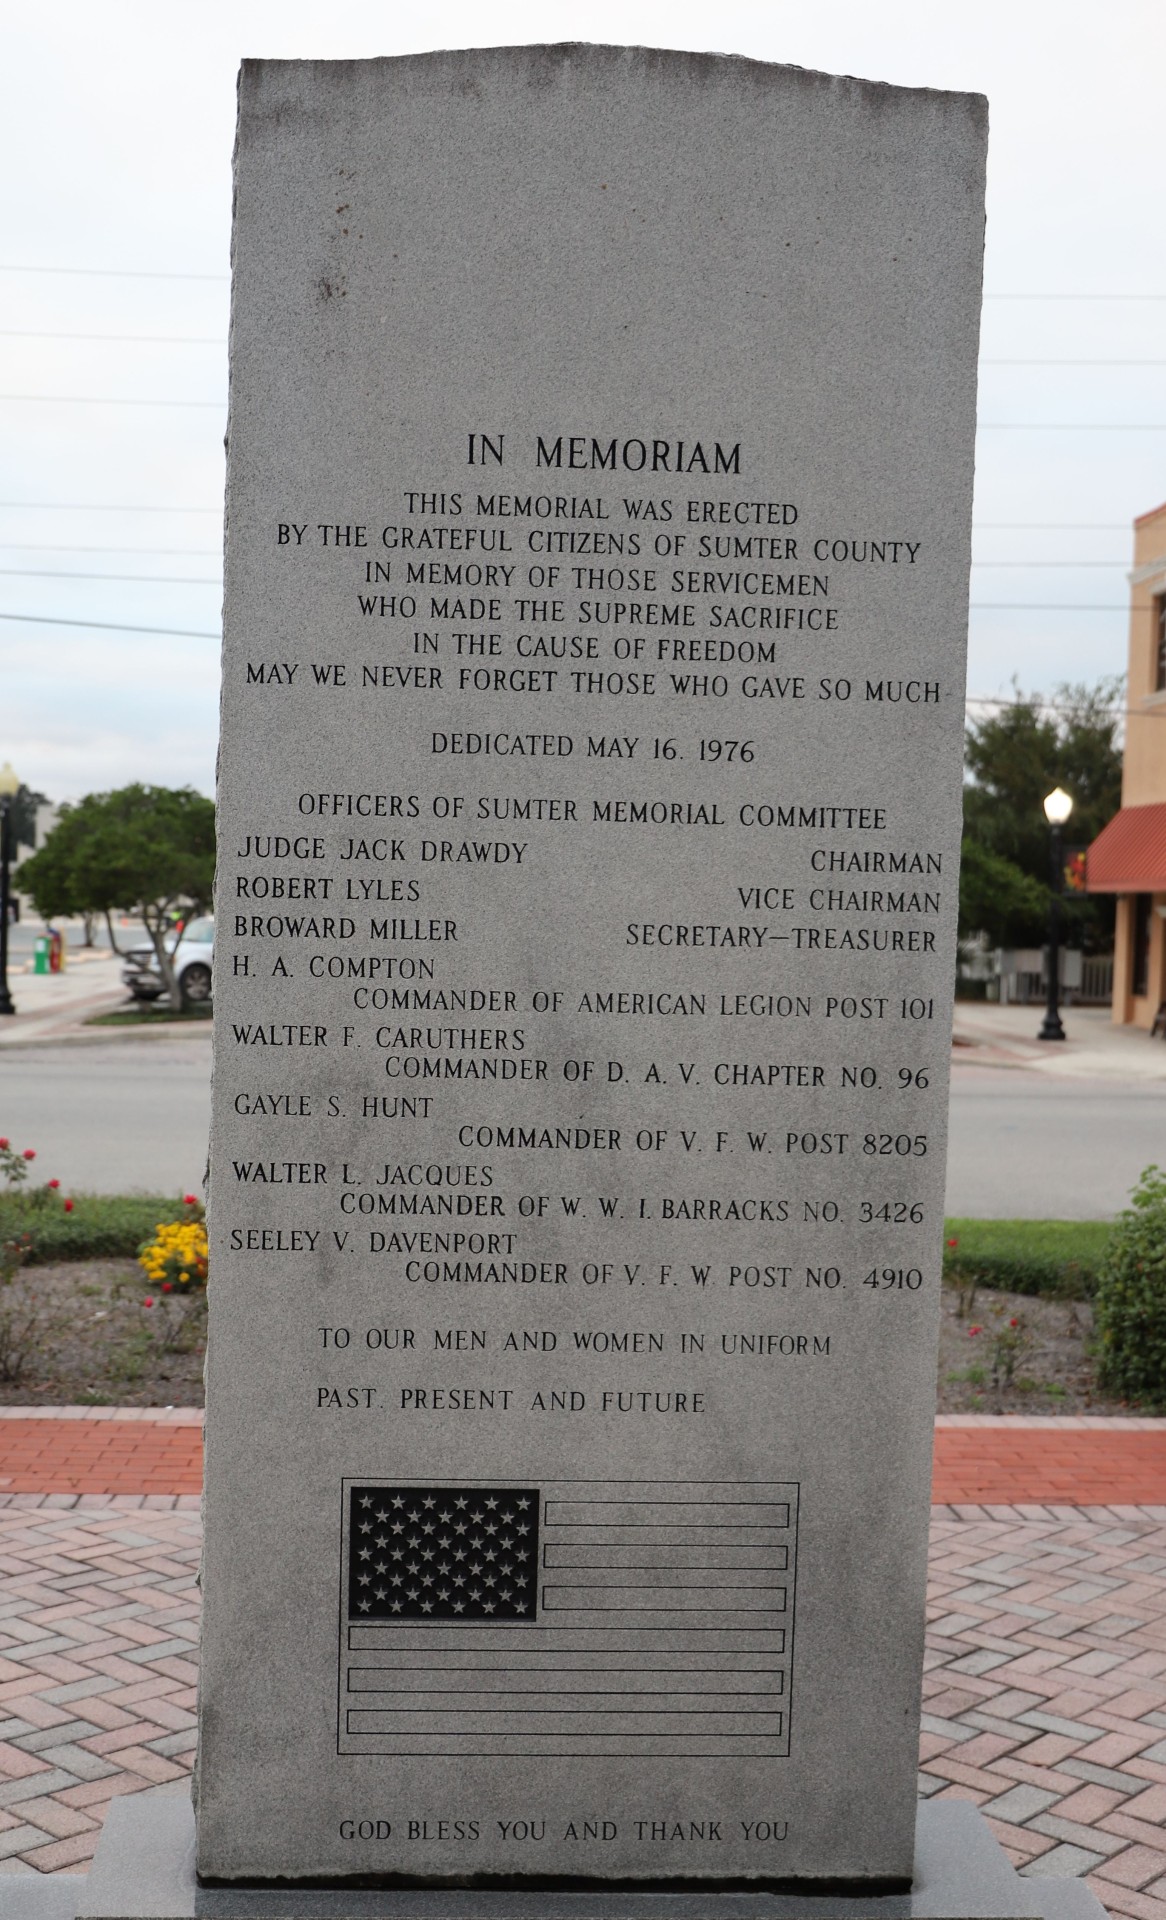 IN MEMORIAM
THIS MEMORIAL WAS ERECTED
BY THE GRATEFUL CITIZENS OF SUMTER COUNTY
IN MEMORY OF THOSE SERVICEMEN
WHO MADE THE SUPREME SACRIFICE
IN THE CAUSE OF FREEDOM
MAY WE NEVER FORGET THOSE WHO GAVE SO MUCH
DEDICATED MAY 16. 1976
OFFICERS OF SUMTER MEMORIAL COMMITTEE
JUDGE JACK DRAWDY CHAIRMAN
ROBERT LYLES VICE CHAIRMAN
BROWARD MILLER SECRETARY—TREASURER
H. A. COMPTON
COMMANDER OF AMERICAN LEGION POST 101
WALTER F. CARUTHERS
COMMANDER OF D. A. V. CHAPTER NO. 96
GAYLE S. HUNT
COMMANDER OF V. F. W. POST 8205
WALTER L. JACQUES
COMMANDER OF W. W. I. BARRACKS NO. 3426
SEELEY V. DAVENPORT
COMMANDER OF V. F. W. POST NO. 4910
TO OUR MEN AND WOMEN IN UNIFORM
PAST. PRESENT AND FUTURE
GOD BLESS YOU AND THANK YOU